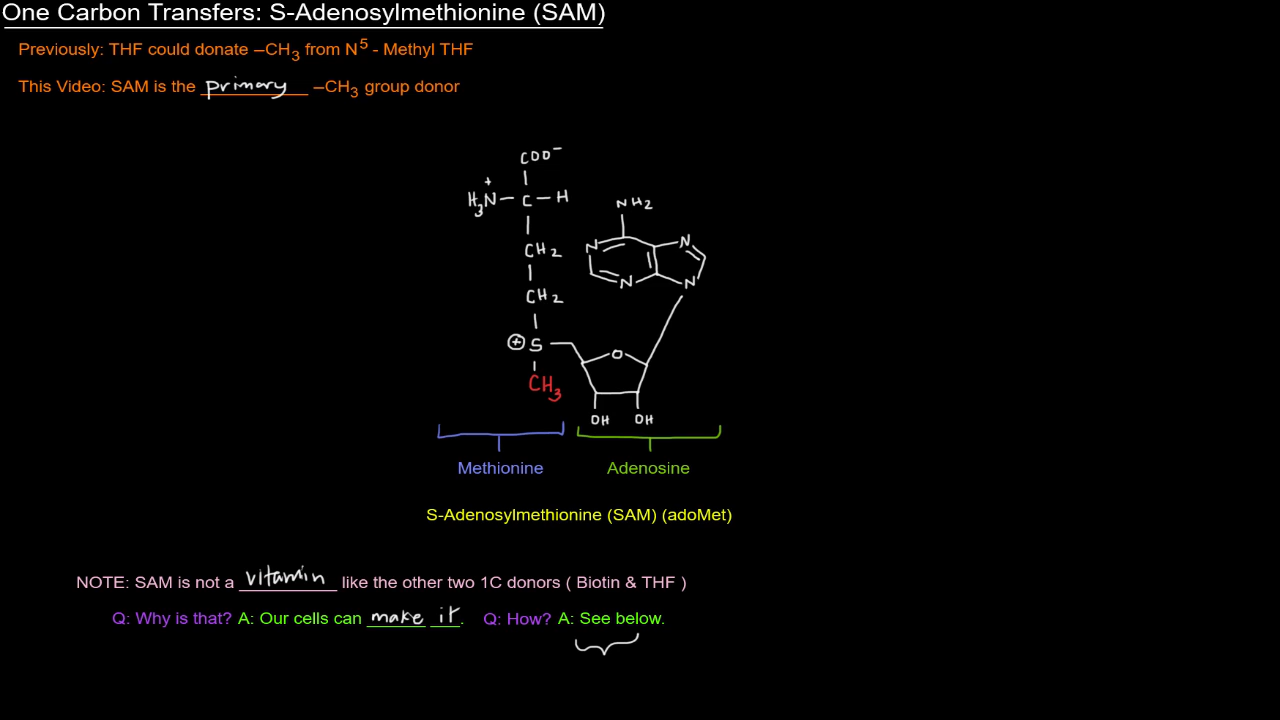 One Carbon Transfers: S-Adenosylmethionine (SAM)
Previously: THF could donate –CH3 from N5 - Methyl THF
This Video: SAM is the primary –CH3 group donor
COO–
H3N+ – C – H
NH2
CH2
N
N
N
N
CH2
+ S
O
CH3
OH OH
Methionine Adenosine
S-Adenosylmethionine (SAM) (adoMet)
NOTE: SAM is not a vitamin like the other two 1C donors ( Biotin & THF )
Q: Why is that? A: Our cells can make it. Q: How? A: See below.